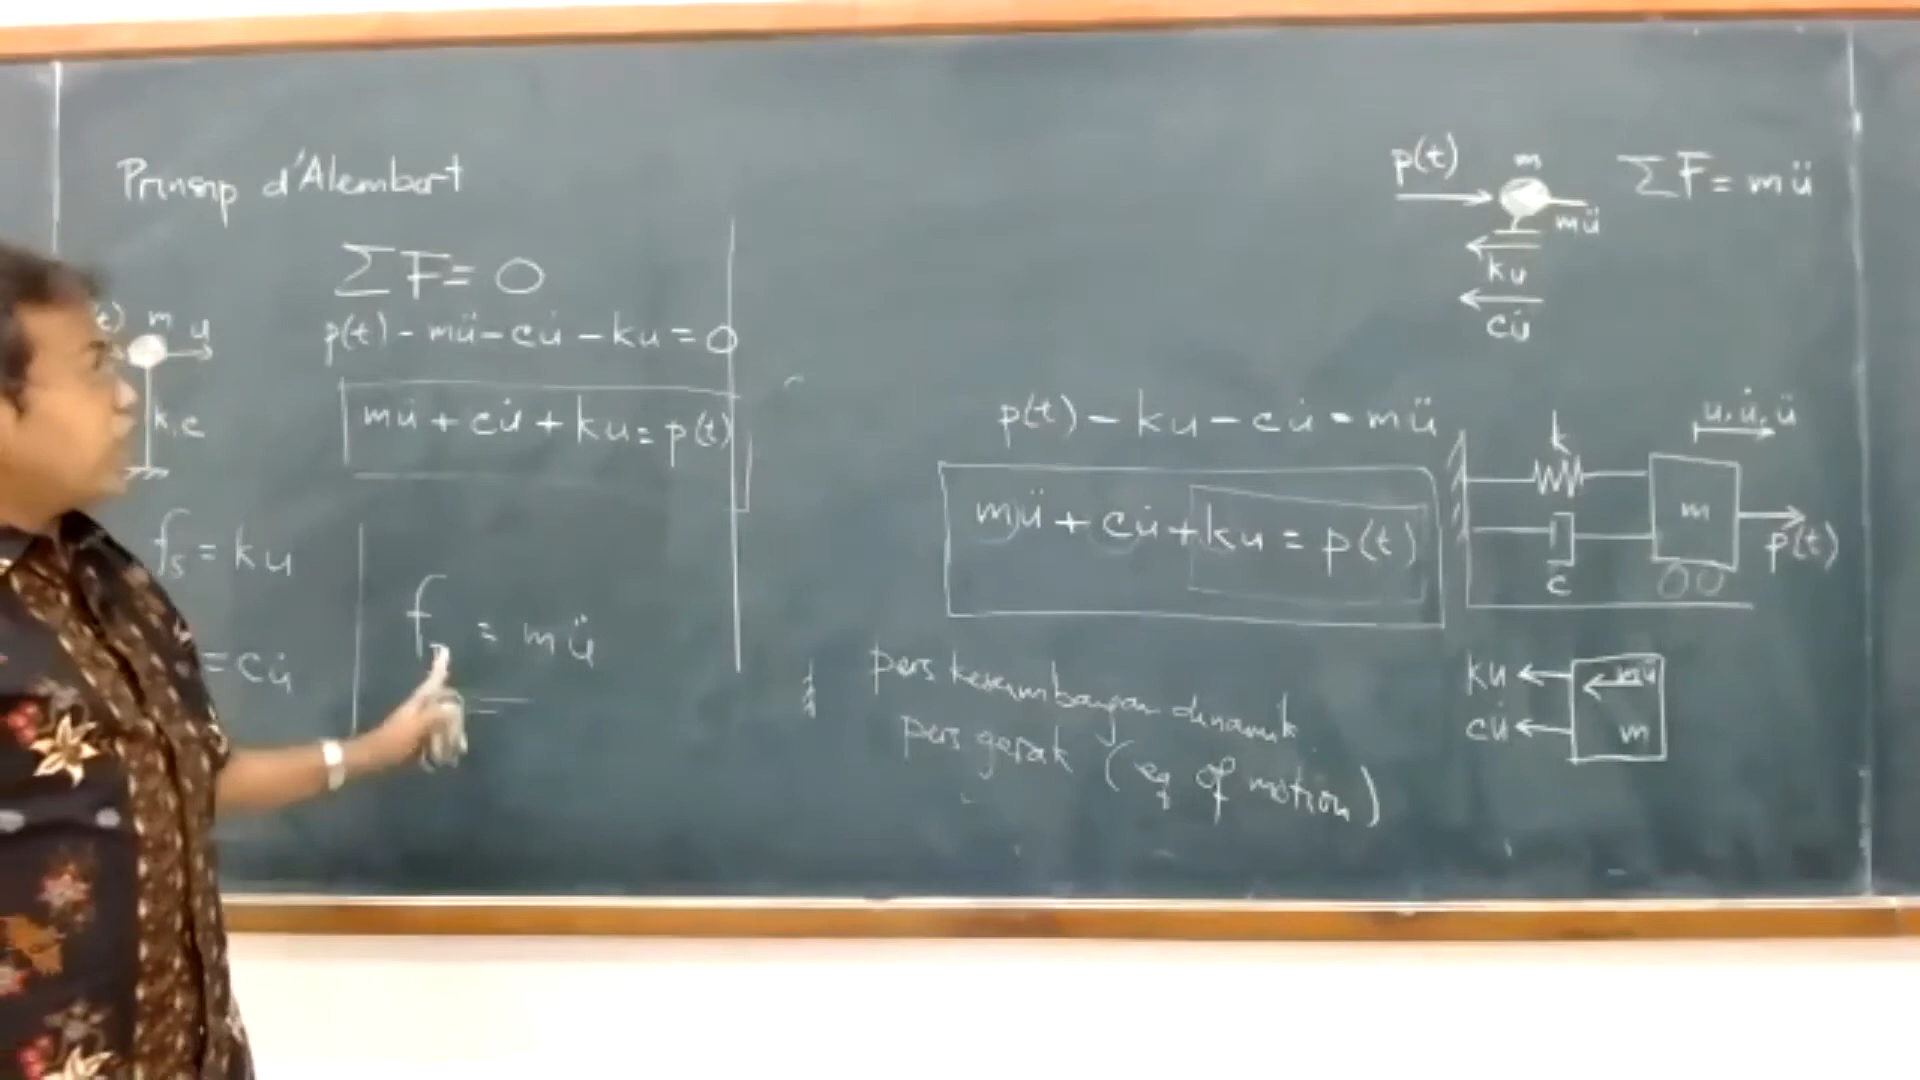 Prinsip d'Alembert
ΣF = 0
p(t) - mü - cu̇ - ku = 0
mü + cu̇ + ku = p(t)
t) m u
k, c
fs = ku
= cu̇
f = mü
p(t) m ΣF = mü
mü
ku
cu̇
p(t) - ku - cu̇ = mü
mü + cu̇ + ku = p(t)
pers keseimbangan dinamik
pers gerak (eq of motion)
k u, u̇, ü
m
p(t)
c
ku mü
cu̇ m